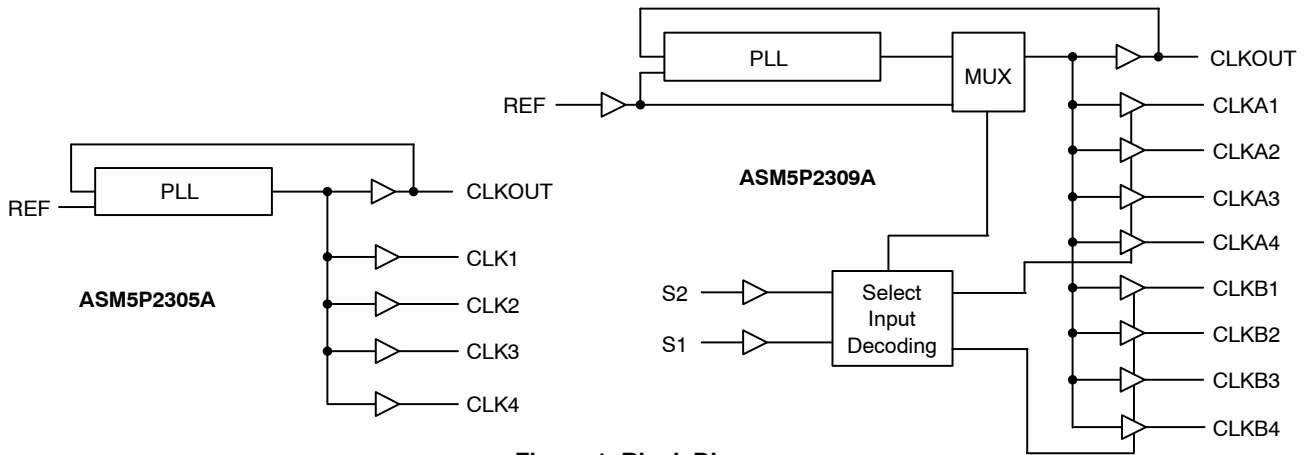 REF
PLL
CLKOUT
CLK1
CLK2
CLK3
CLK4
ASM5P2305A
REF
PLL
MUX
CLKOUT
CLKA1
CLKA2
CLKA3
CLKA4
ASM5P2309A
S2
S1
Select
Input
Decoding
CLKB1
CLKB2
CLKB3
CLKB4